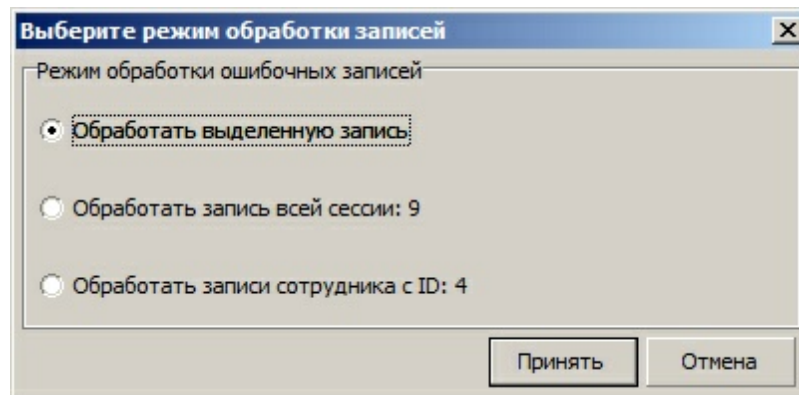 Выберите режим обработки записей
Режим обработки ошибочных записей
Обработать выделенную запись
Обработать запись всей сессии: 9
Обработать записи сотрудника с ID: 4
Принять Отмена